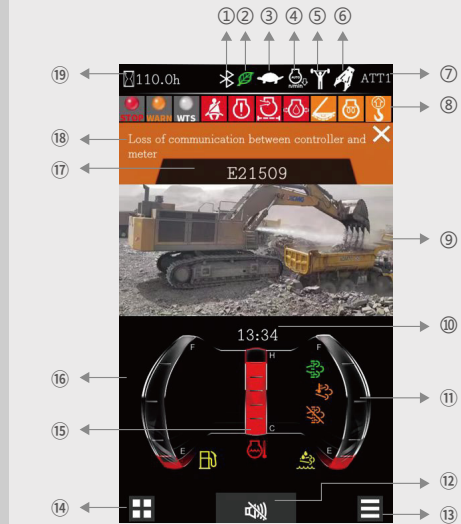 ① ② ③ ④ ⑤ ⑥
⑲ 110.0h n/min ATT1 ⑦
STOP WARN WTS ⑧
⑱ Loss of communication between controller and
meter
⑰ E21509
⑨
13:34 ⑩
F H F
⑯ ⑪
⑮ C
E E
⑫
⑭ ⑬